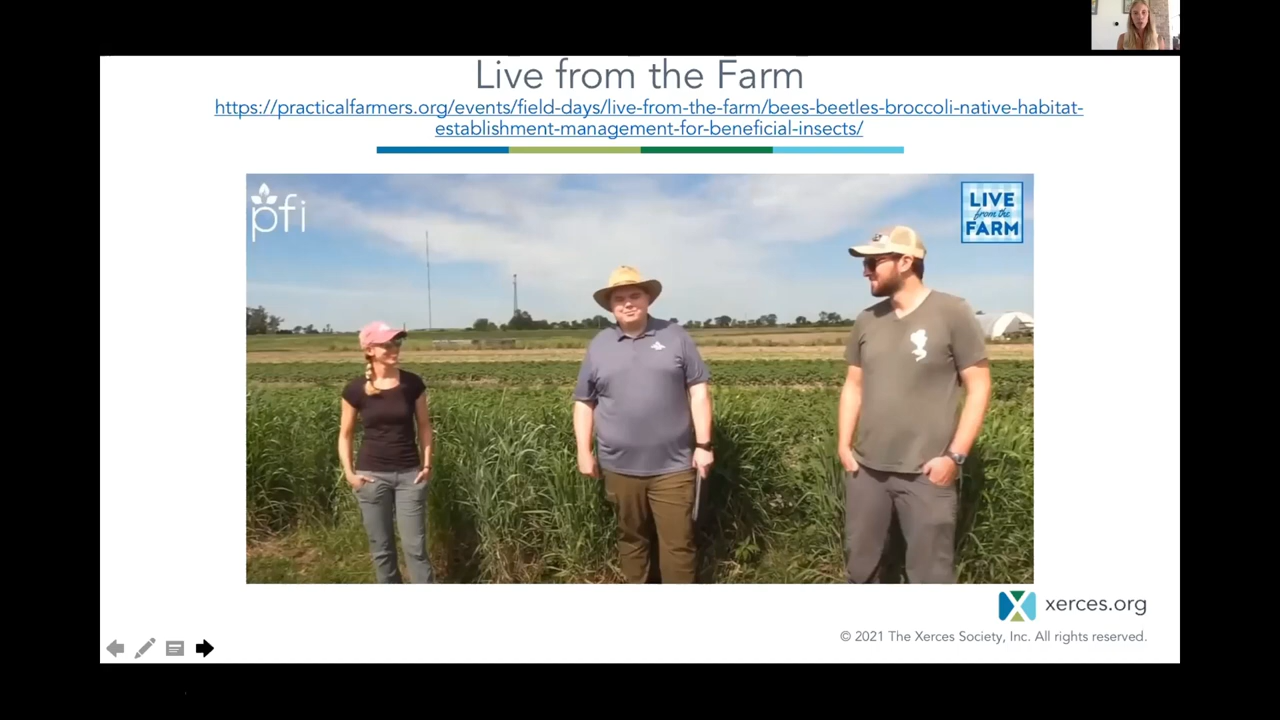 Live from the Farm
https://practicalfarmers.org/events/field-days/live-from-the-farm/bees-beetles-broccoli-native-habitat-
establishment-management-for-beneficial-insects/
pfi
LIVE
from the
FARM
xerces.org
© 2021 The Xerces Society, Inc. All rights reserved.